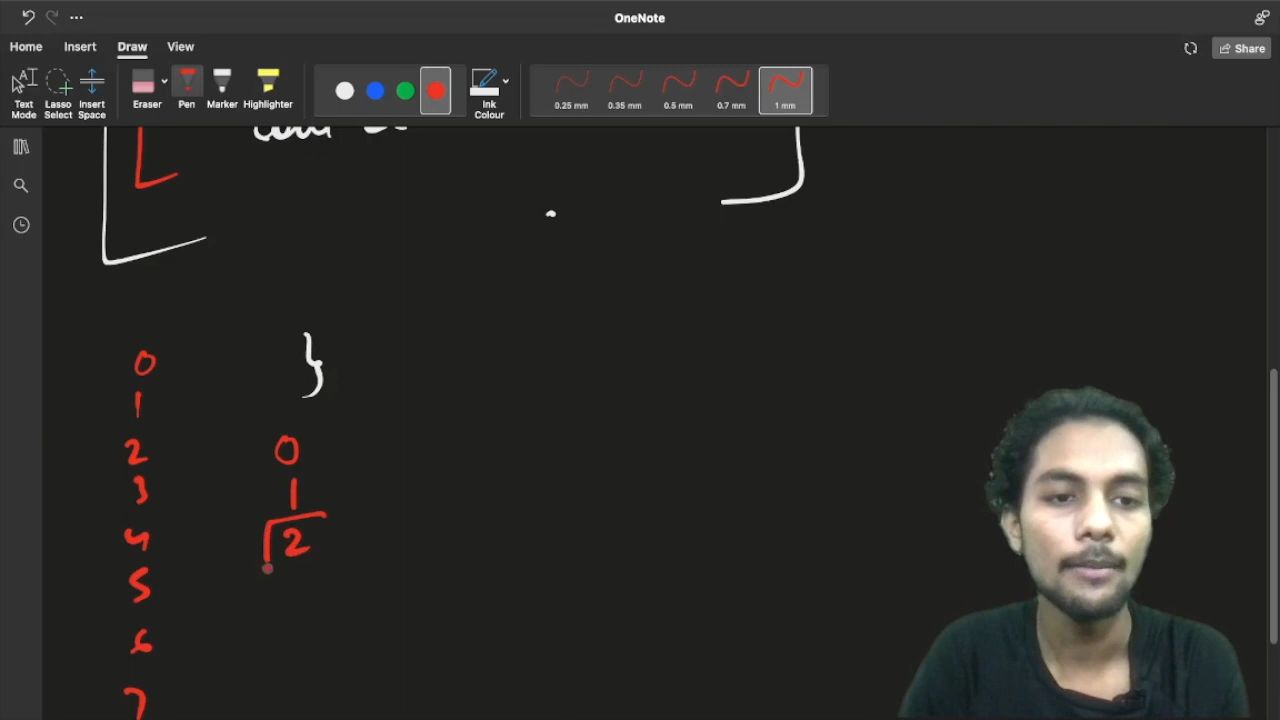 OneNote
Home Insert Draw View
Share
Text Mode
Lasso Select
Insert Space
Eraser
Pen
Marker
Highlighter
Ink Colour
0.25 mm
0.35 mm
0.5 mm
0.7 mm
1 mm
0 }
1
2 0
3 1
4 2
5
6
7